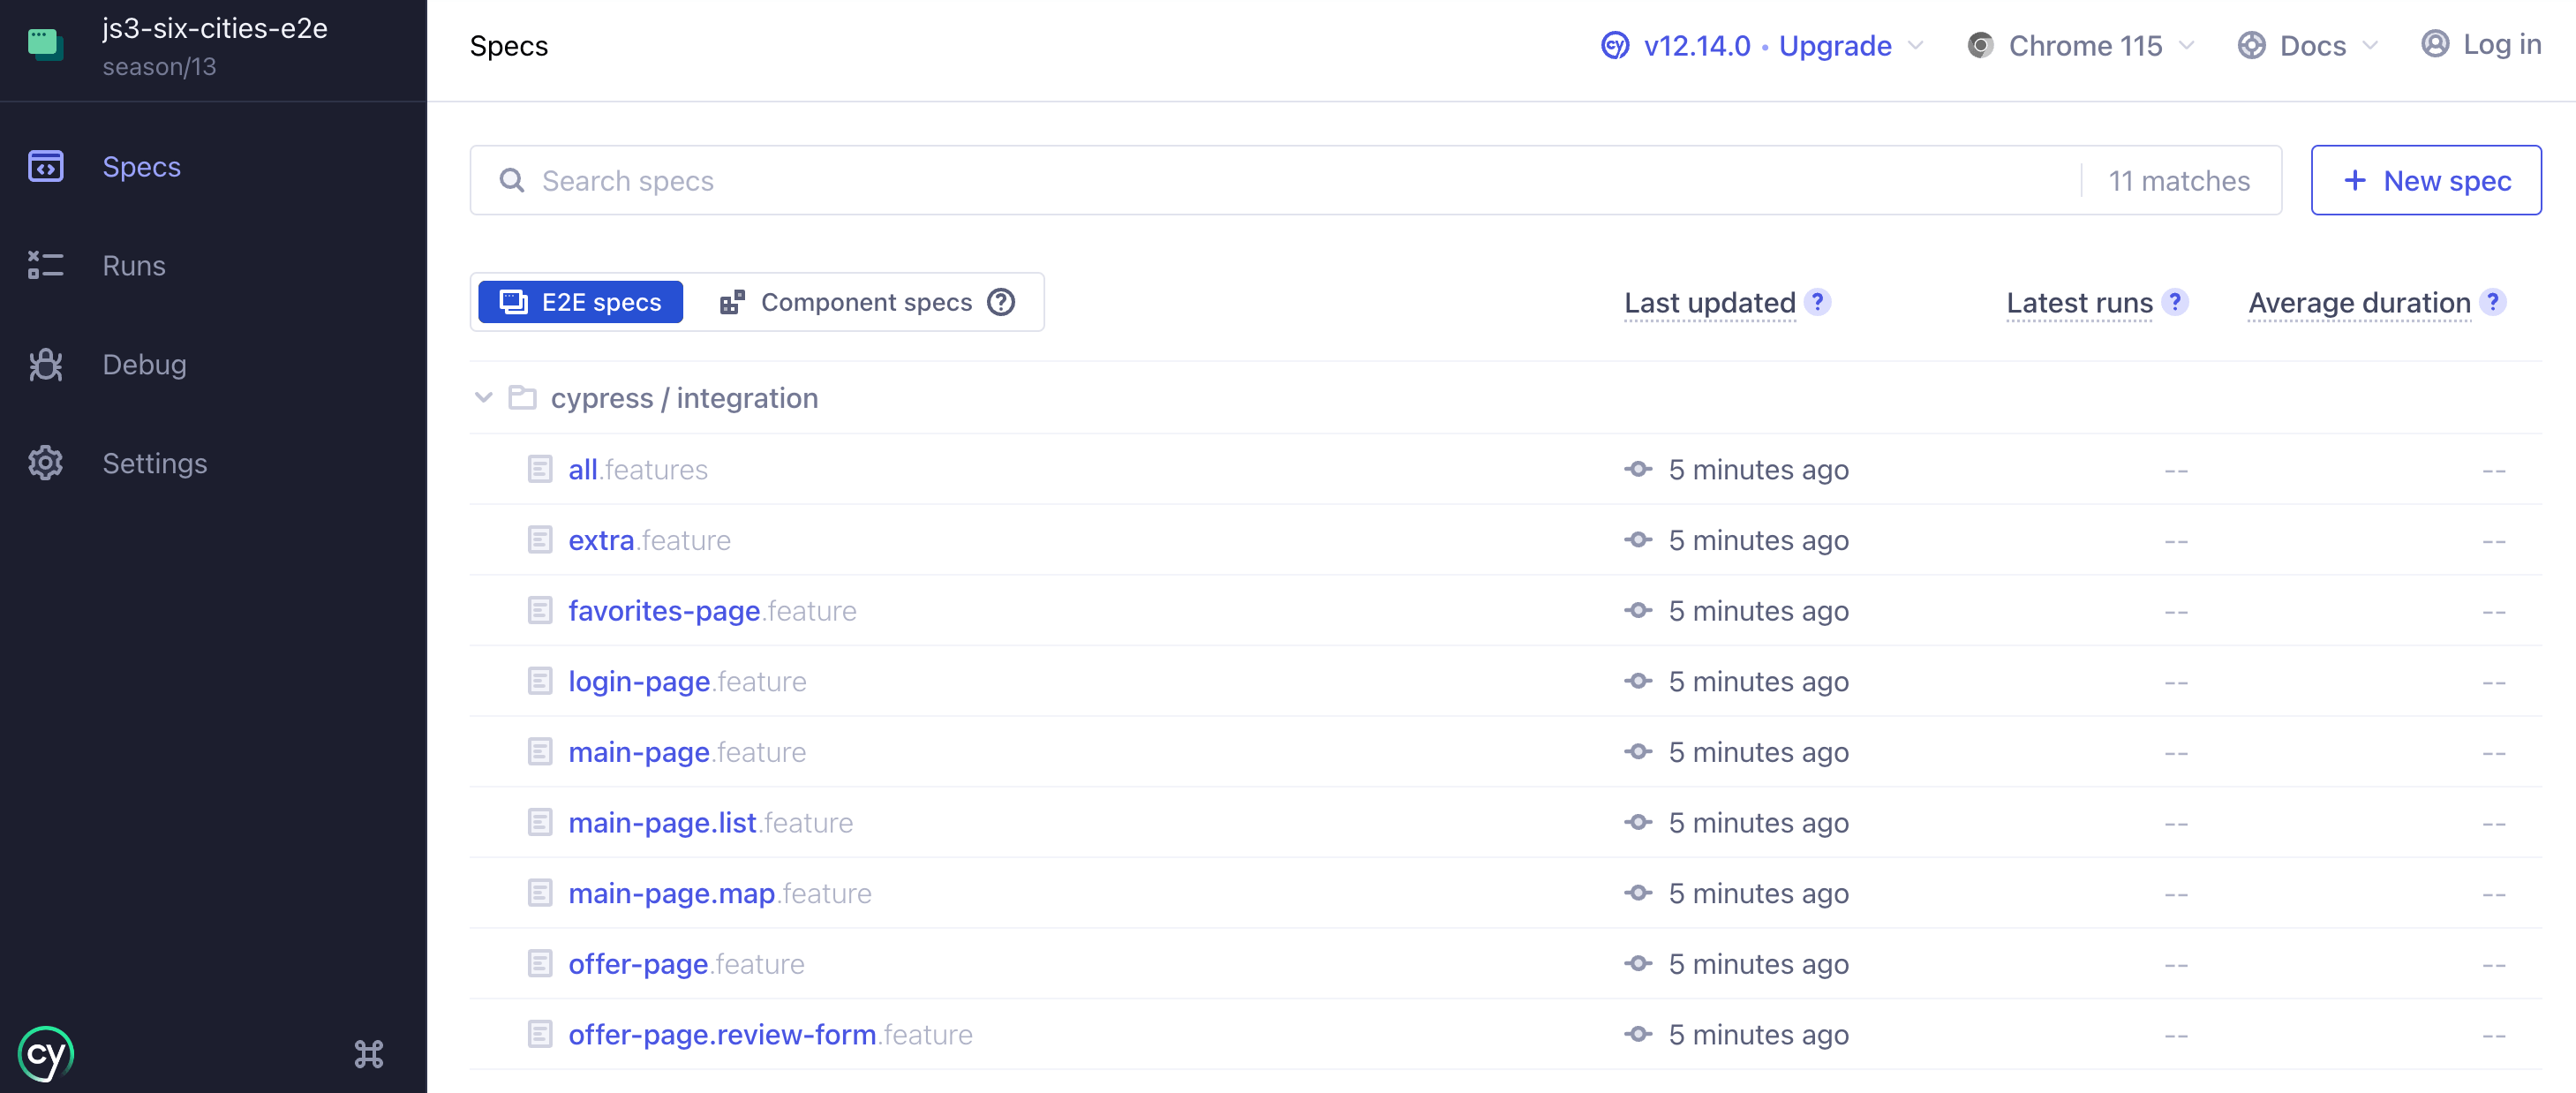 js3-six-cities-e2e
season/13
Specs
Runs
Debug
Settings
cy
Specs
cy v12.14.0 • Upgrade Chrome 115 Docs Log in
Search specs 11 matches + New spec
E2E specs Component specs ? Last updated ? Latest runs ? Average duration ?
cypress / integration
all.features 5 minutes ago -- --
extra.feature 5 minutes ago -- --
favorites-page.feature 5 minutes ago -- --
login-page.feature 5 minutes ago -- --
main-page.feature 5 minutes ago -- --
main-page.list.feature 5 minutes ago -- --
main-page.map.feature 5 minutes ago -- --
offer-page.feature 5 minutes ago -- --
offer-page.review-form.feature 5 minutes ago -- --